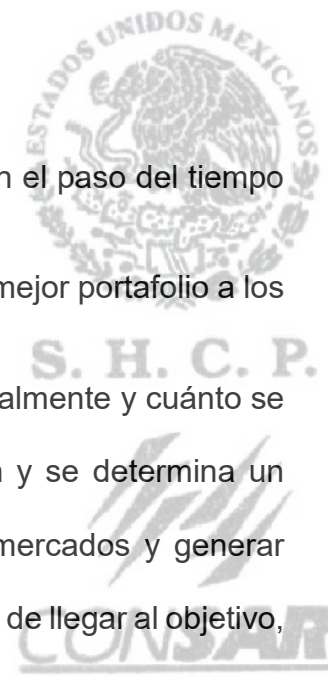 ESTADOS UNIDOS MEXICANOS
n el paso del tiempo
mejor portafolio a los
S. H. C. P.
almente y cuánto se
n y se determina un
mercados y generar
de llegar al objetivo,
CONSAR